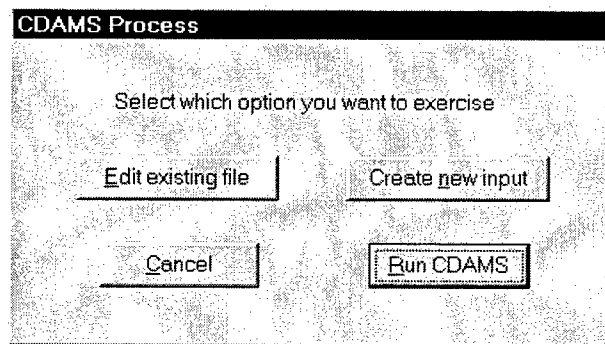 CDAMS Process
Select which option you want to exercise
Edit existing file
Create new input
Cancel
Run CDAMS